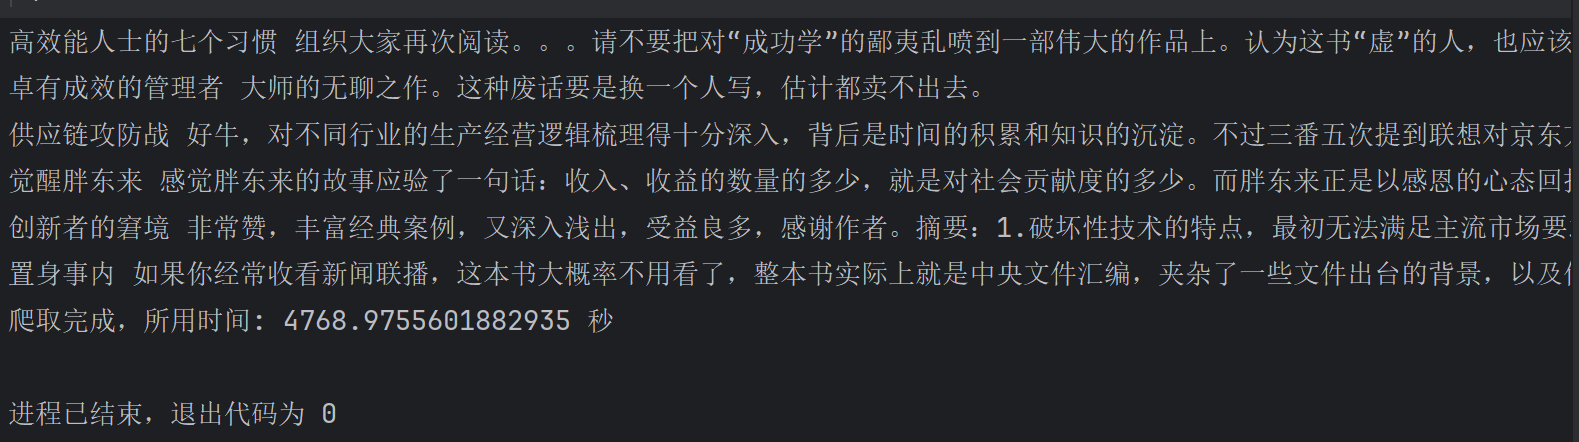 高效能人士的七个习惯 组织大家再次阅读。。。请不要把对“成功学”的鄙夷乱喷到一部伟大的作品上。认为这书“虚”的人，也应该
卓有成效的管理者 大师的无聊之作。这种废话要是换一个人写，估计都卖不出去。
供应链攻防战 好牛，对不同行业的生产经营逻辑梳理得十分深入，背后是时间的积累和知识的沉淀。不过三番五次提到联想对京东
觉醒胖东来 感觉胖东来的故事应验了一句话：收入、收益的数量的多少，就是对社会贡献度的多少。而胖东来正是以感恩的心态回
创新者的窘境 非常赞，丰富经典案例，又深入浅出，受益良多，感谢作者。摘要：1.破坏性技术的特点，最初无法满足主流市场要
置身事内 如果你经常收看新闻联播，这本书大概率不用看了，整本书实际上就是中央文件汇编，夹杂了一些文件出台的背景，以及
爬取完成，所用时间: 4768.9755601882935 秒
进程已结束，退出代码为 0